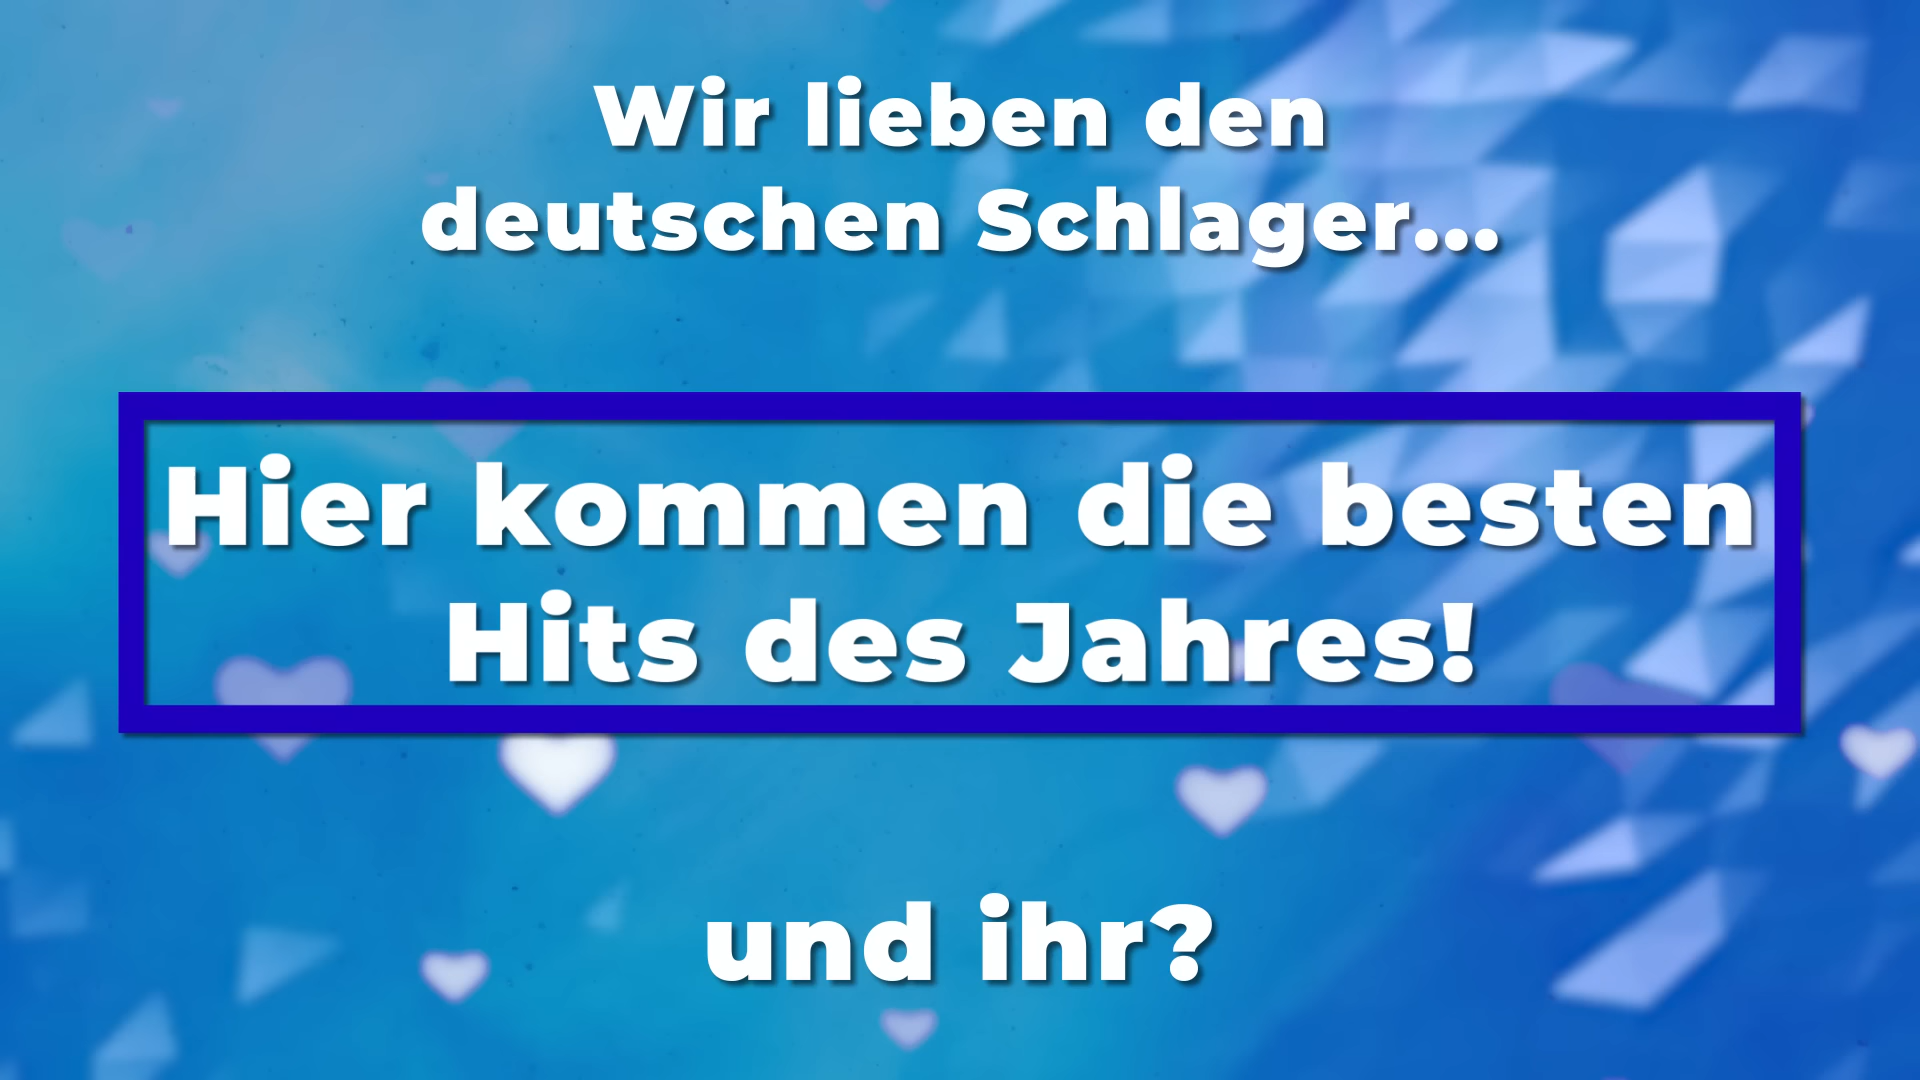 Wir lieben den
deutschen Schlager...
Hier kommen die besten
Hits des Jahres!
und ihr?